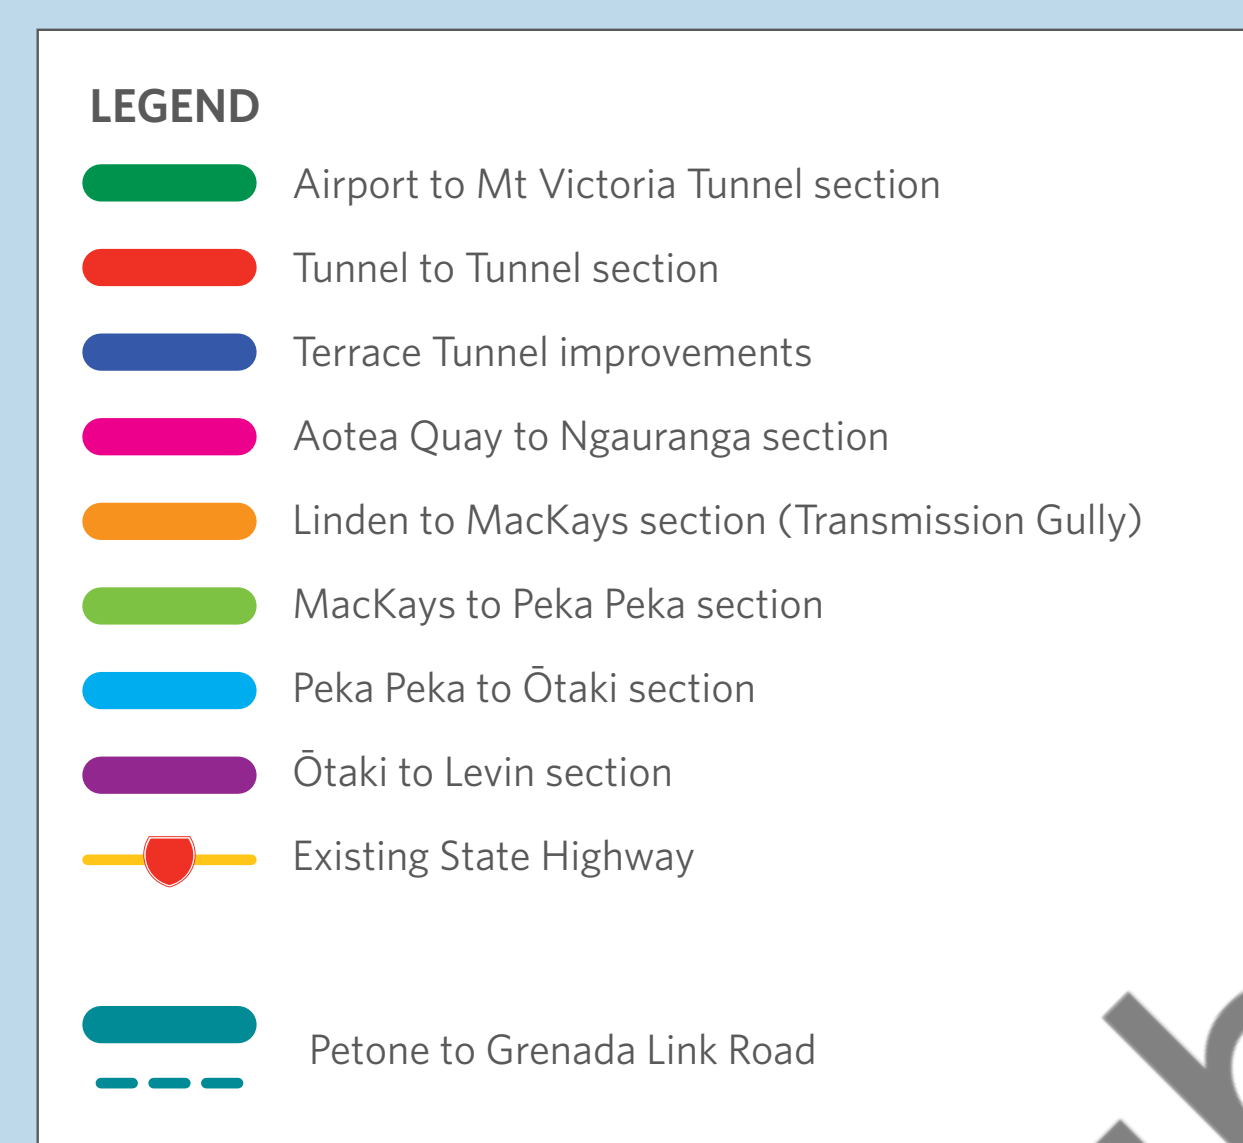 LEGEND
Airport to Mt Victoria Tunnel section
Tunnel to Tunnel section
Terrace Tunnel improvements
Aotea Quay to Ngauranga section
Linden to MacKays section (Transmission Gully)
MacKays to Peka Peka section
Peka Peka to Ōtaki section
Ōtaki to Levin section
Existing State Highway
Petone to Grenada Link Road